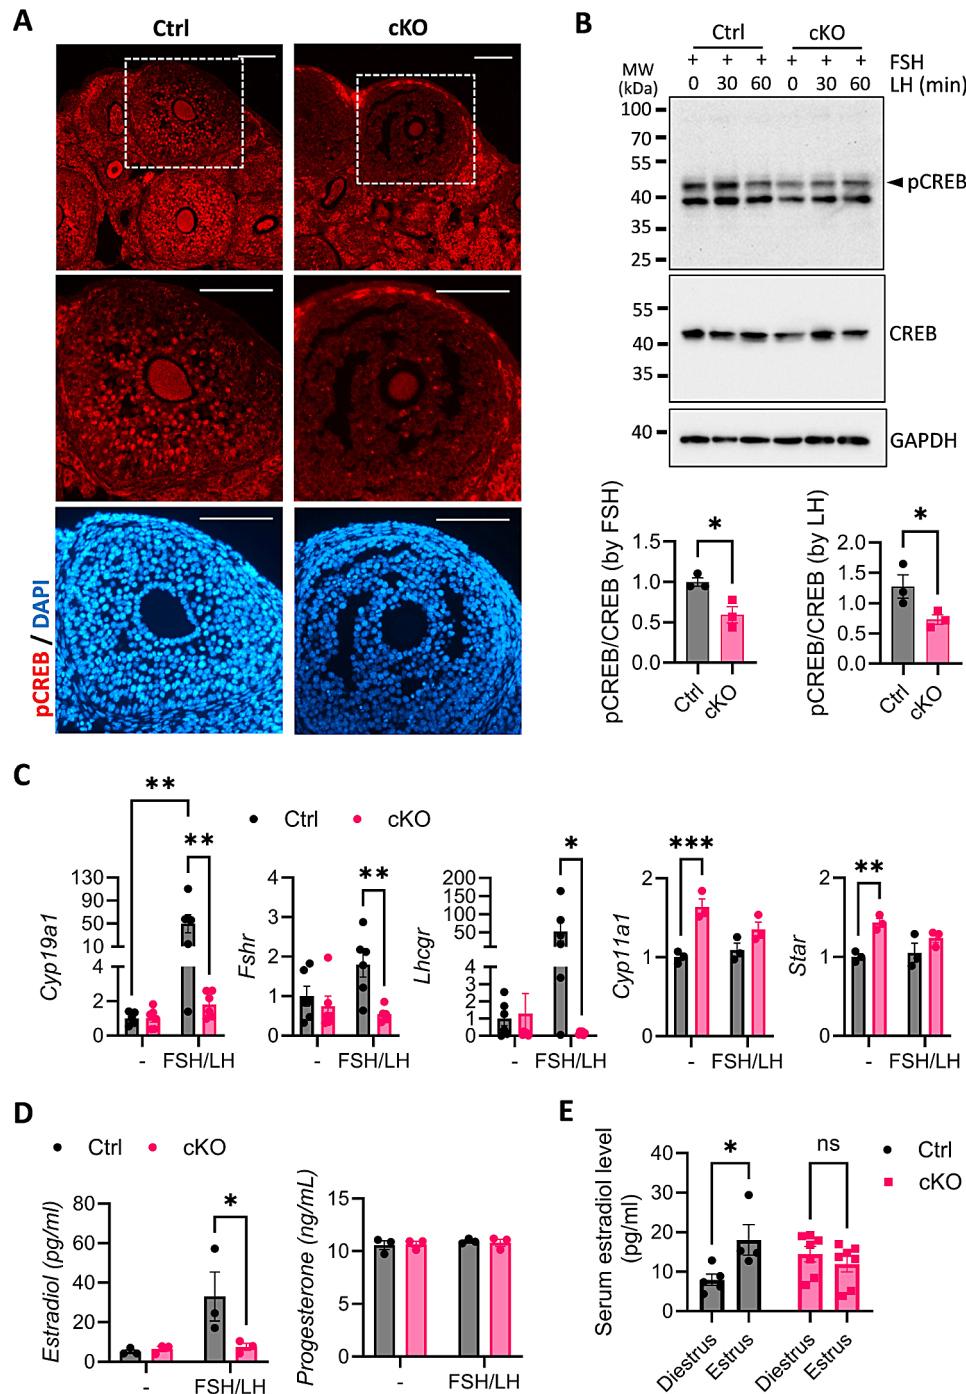 A
Ctrl
cKO
pCREB / DAPI
B
Ctrl
cKO
+ + + + + + FSH
0 30 60 0 30 60 LH (min)
MW
(kDa)
100
70
55
40
35
25
pCREB
55
40
35
CREB
40
GAPDH
pCREB/CREB (by FSH)
1.5
1.0
0.5
0.0
*
Ctrl
cKO
pCREB/CREB (by LH)
2.0
1.5
1.0
0.5
0.0
*
Ctrl
cKO
C
Ctrl
cKO
Cyp19a1
130
90
50
10
4
2
0
**
**
- FSH/LH
Fshr
4
3
2
1
0
**
- FSH/LH
Lhcgr
200
150
100
50
4
2
0
*
- FSH/LH
Cyp11a1
2
1
0
***
- FSH/LH
Star
2
1
0
**
- FSH/LH
D
Ctrl
cKO
Estradiol (pg/ml)
80
60
40
20
0
*
- FSH/LH
Progesterone (ng/mL)
15
10
5
0
- FSH/LH
E
Serum estradiol level
(pg/ml)
40
30
20
10
0
*
ns
Ctrl
cKO
Diestrus
Estrus
Diestrus
Estrus